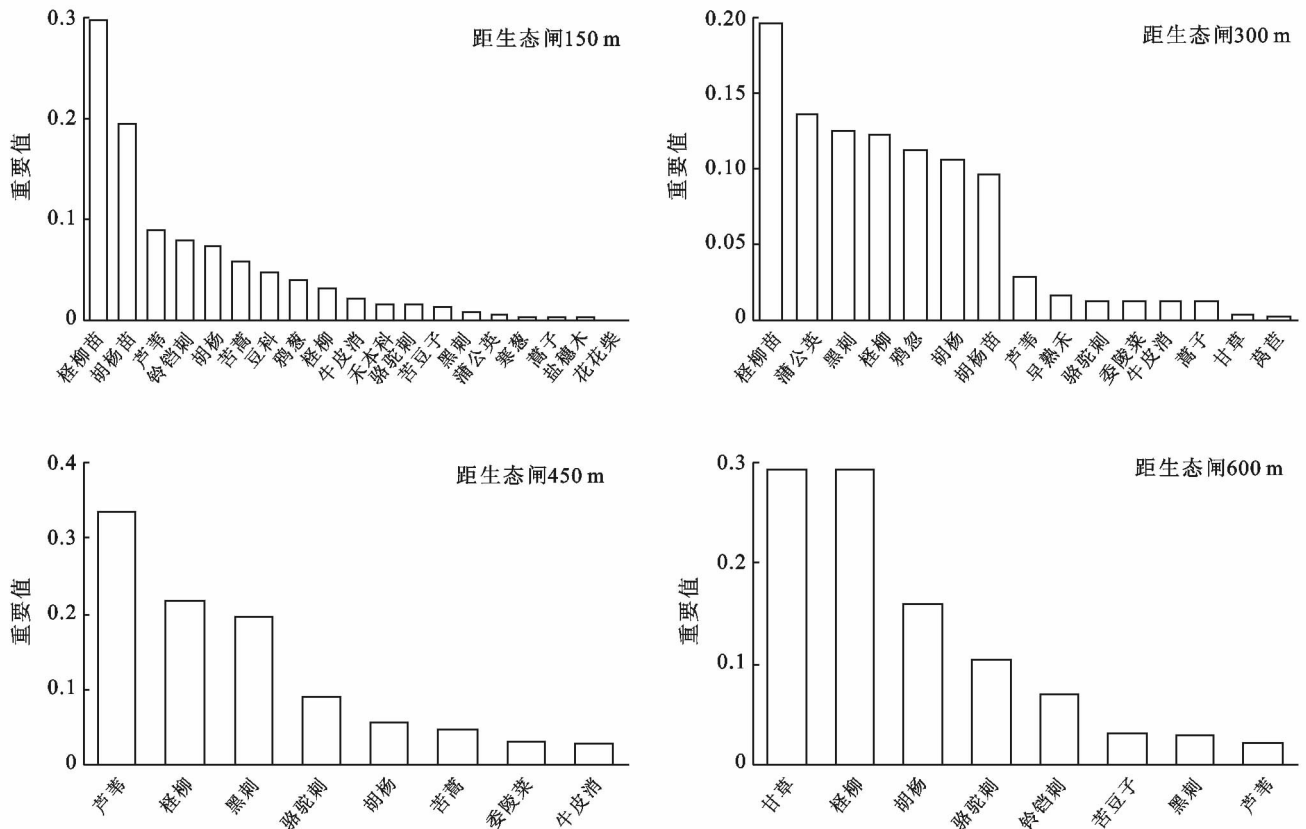 距生态闸150 m
重要值
0.3
0.2
0.1
0
柽柳苗
胡杨苗
芦苇
铃铛刺
胡杨
苦蒿
豆科
鸦葱
柽柳
牛皮消
禾本科
骆驼刺
苦豆子
黑刺
蒲公英
寒葱
蒿子
盐穗木
花花柴
距生态闸300 m
重要值
0.20
0.15
0.10
0.05
0
柽柳苗
蒲公英
黑刺
柽柳
鸦忽
胡杨
胡杨苗
芦苇
早熟禾
骆驼刺
委陵菜
牛皮消
蒿子
甘草
莴苣
距生态闸450 m
重要值
0.4
0.3
0.2
0.1
0
芦苇
柽柳
黑刺
骆驼刺
胡杨
苦蒿
委陵菜
牛皮消
距生态闸600 m
重要值
0.3
0.2
0.1
0
甘草
柽柳
胡杨
骆驼刺
铃铛刺
苦豆子
黑刺
芦苇